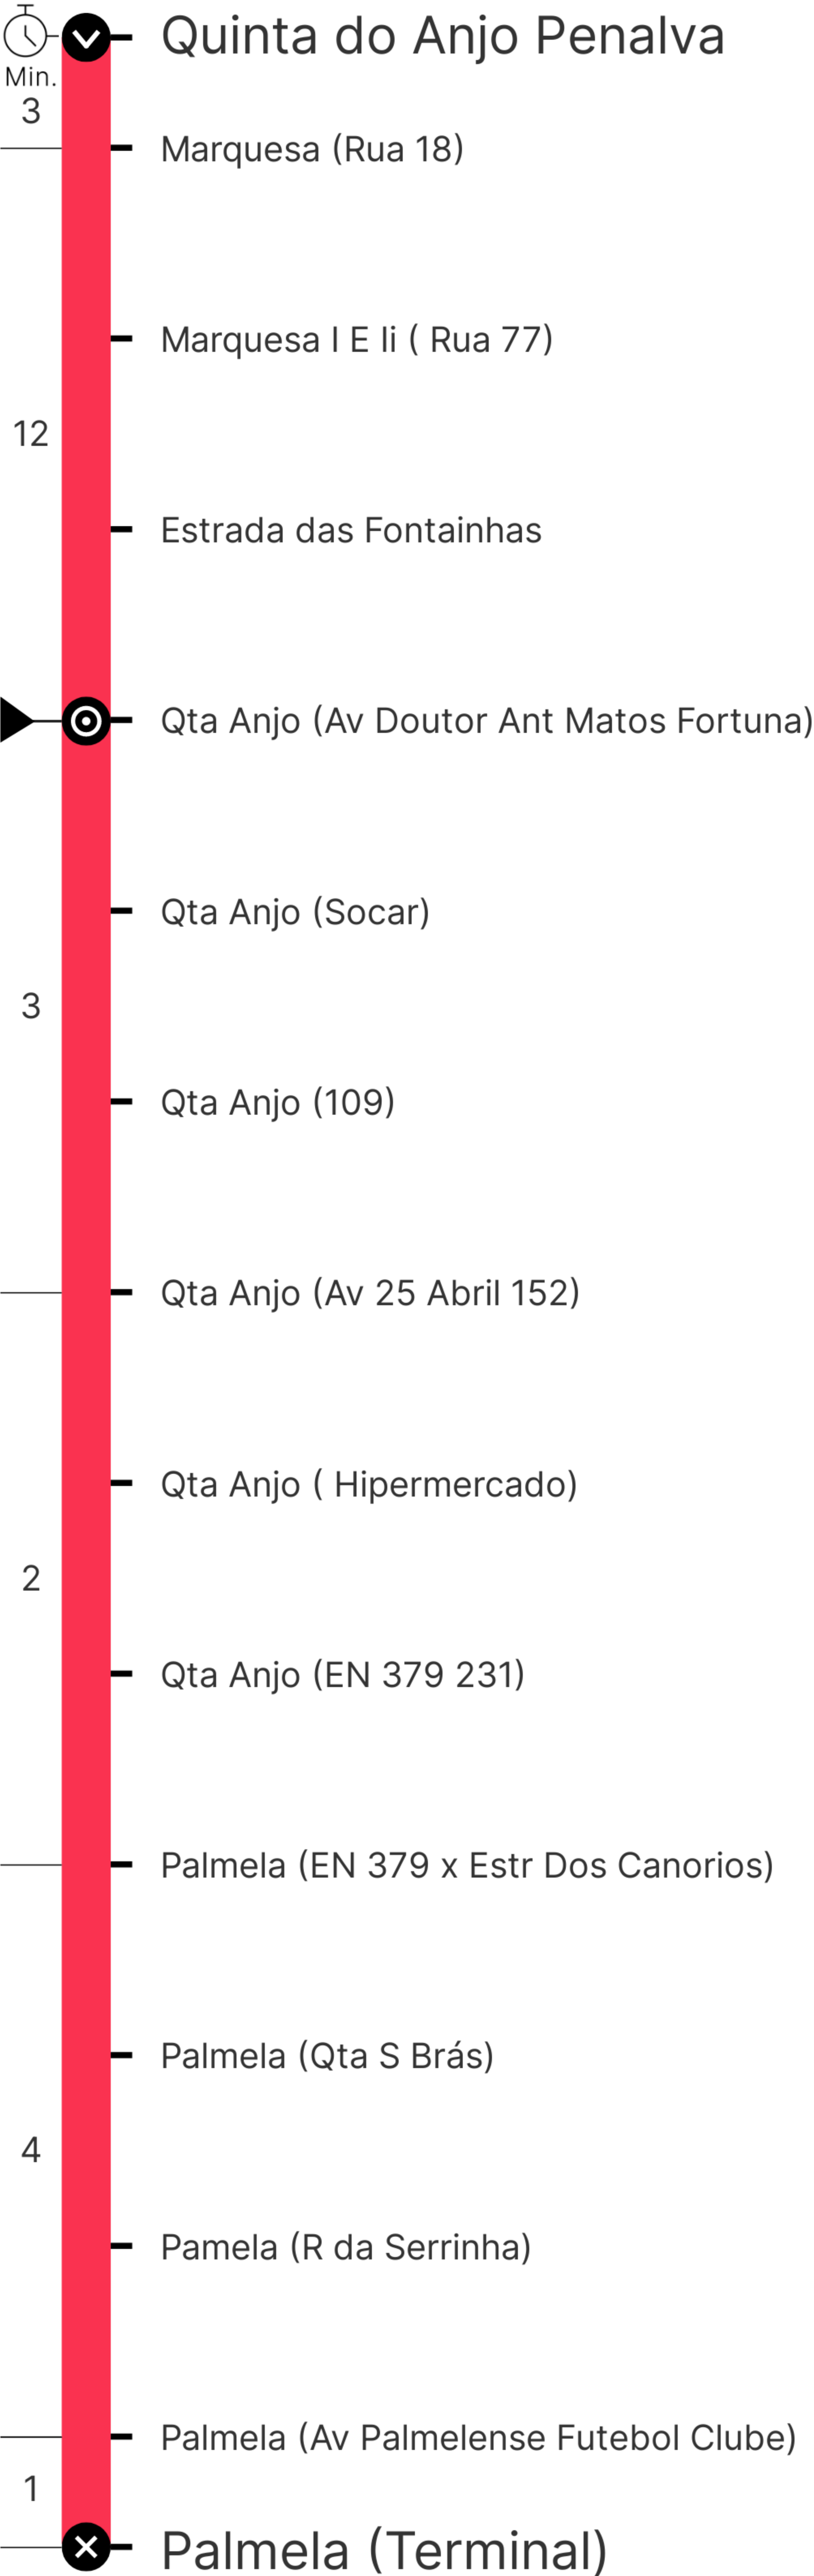 Quinta do Anjo Penalva
Min.
3
Marquesa (Rua 18)
Marquesa I E Ii ( Rua 77)
12
Estrada das Fontainhas
Qta Anjo (Av Doutor Ant Matos Fortuna)
Qta Anjo (Socar)
3
Qta Anjo (109)
Qta Anjo (Av 25 Abril 152)
Qta Anjo ( Hipermercado)
2
Qta Anjo (EN 379 231)
Palmela (EN 379 x Estr Dos Canorios)
Palmela (Qta S Brás)
4
Pamela (R da Serrinha)
Palmela (Av Palmelense Futebol Clube)
1
Palmela (Terminal)